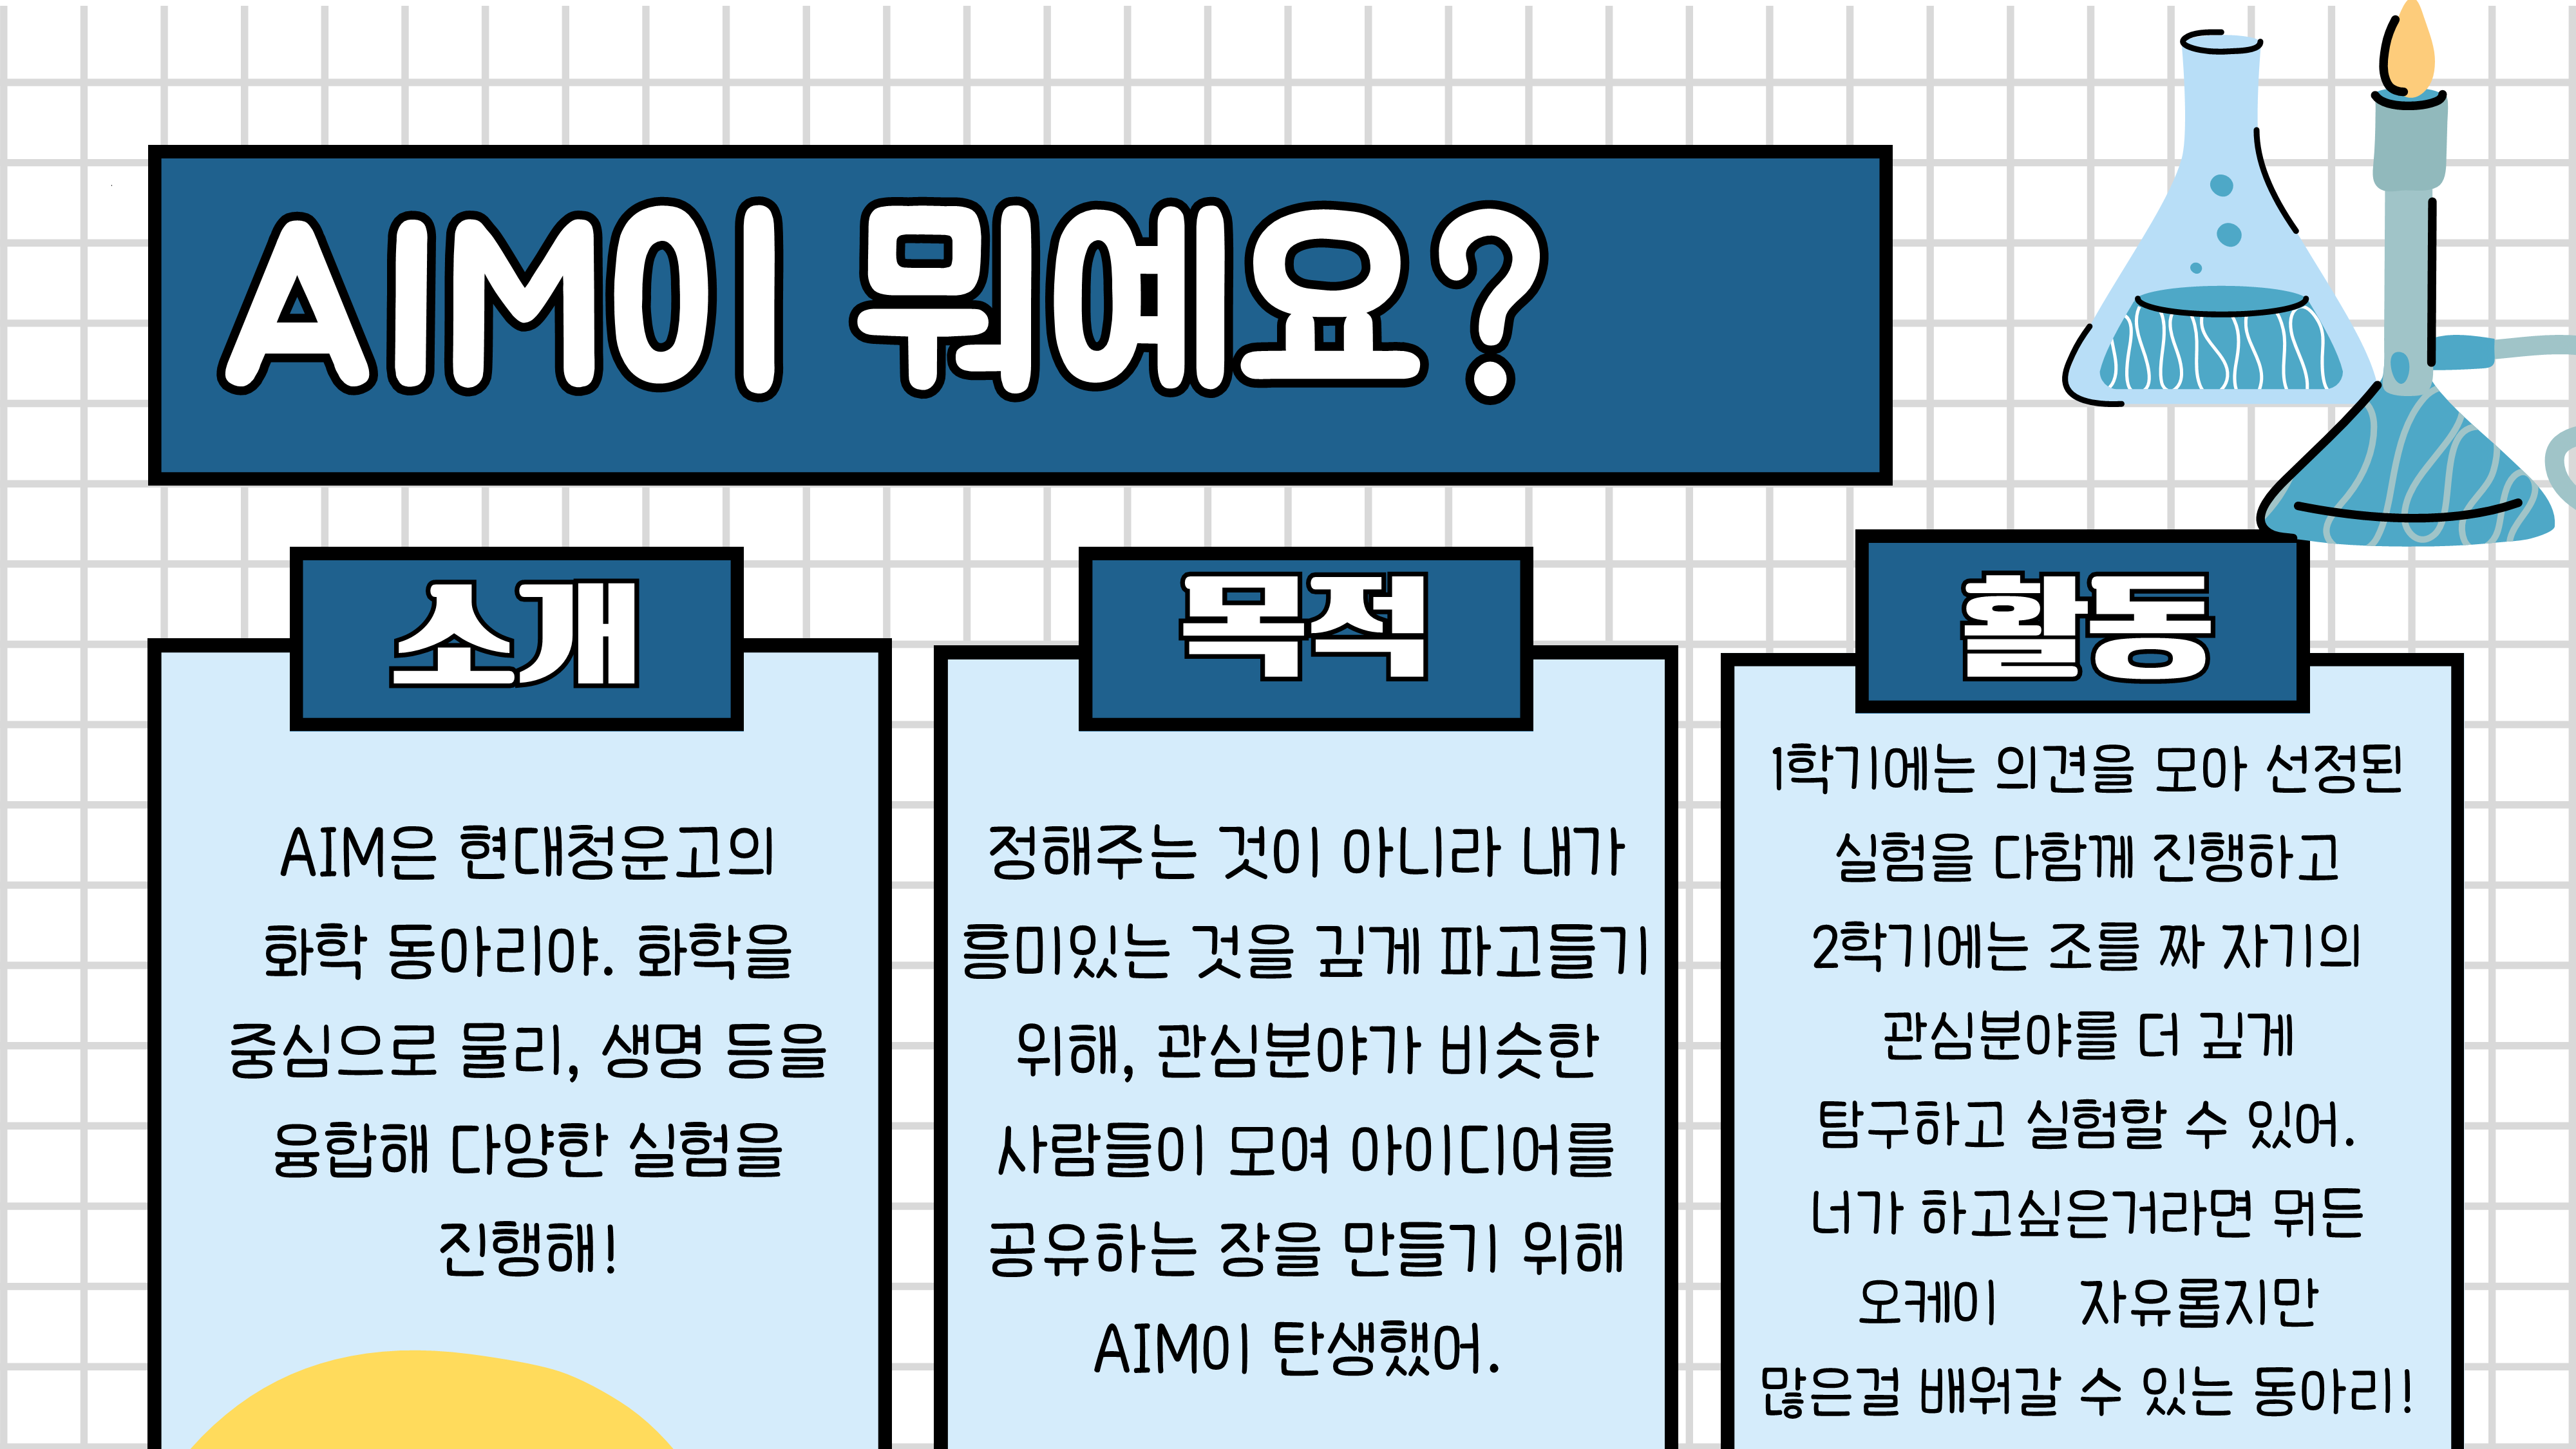 AIM이 뭐예요?
소개
AIM은 현대청운고의
화학 동아리야. 화학을
중심으로 물리, 생명 등을
융합해 다양한 실험을
진행해!
목적
정해주는 것이 아니라 내가
흥미있는 것을 깊게 파고들기
위해, 관심분야가 비슷한
사람들이 모여 아이디어를
공유하는 장을 만들기 위해
AIM이 탄생했어.
활동
1학기에는 의견을 모아 선정된
실험을 다함께 진행하고
2학기에는 조를 짜 자기의
관심분야를 더 깊게
탐구하고 실험할 수 있어.
너가 하고싶은거라면 뭐든
오케이 자유롭지만
많은걸 배워갈 수 있는 동아리!